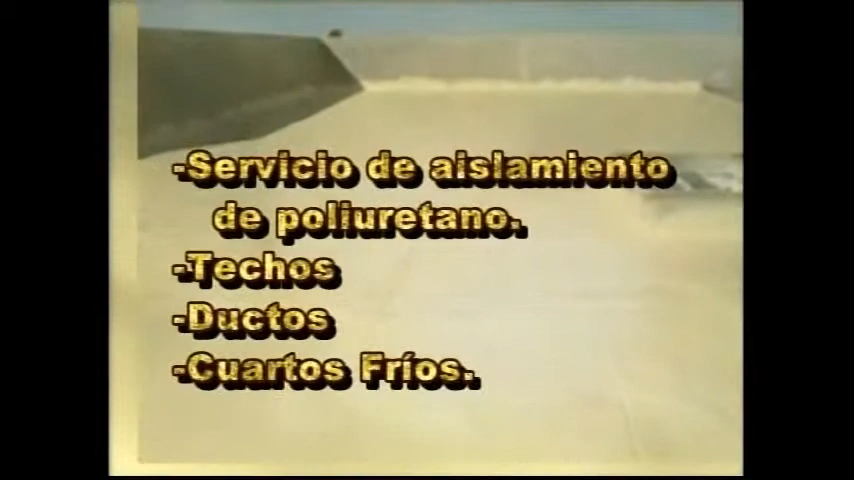 -Servicio de aislamiento
de poliuretano.
-Techos
-Ductos
-Cuartos Fríos.